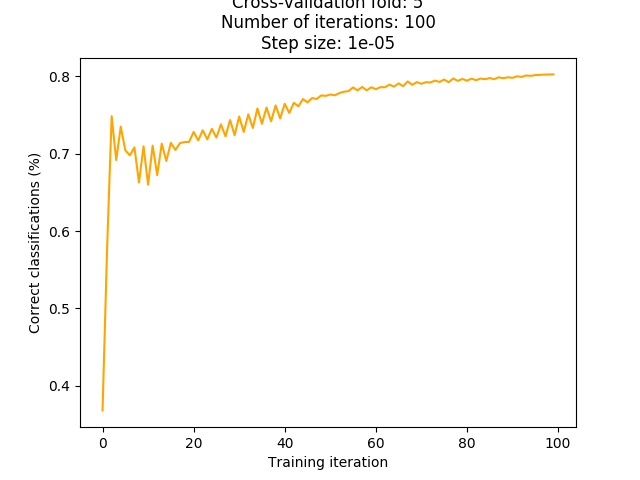 Cross-validation fold: 5
Number of iterations: 100
Step size: 1e-05
0.8
0.7
0.6
0.5
0.4
Correct classifications (%)
0 20 40 60 80 100
Training iteration